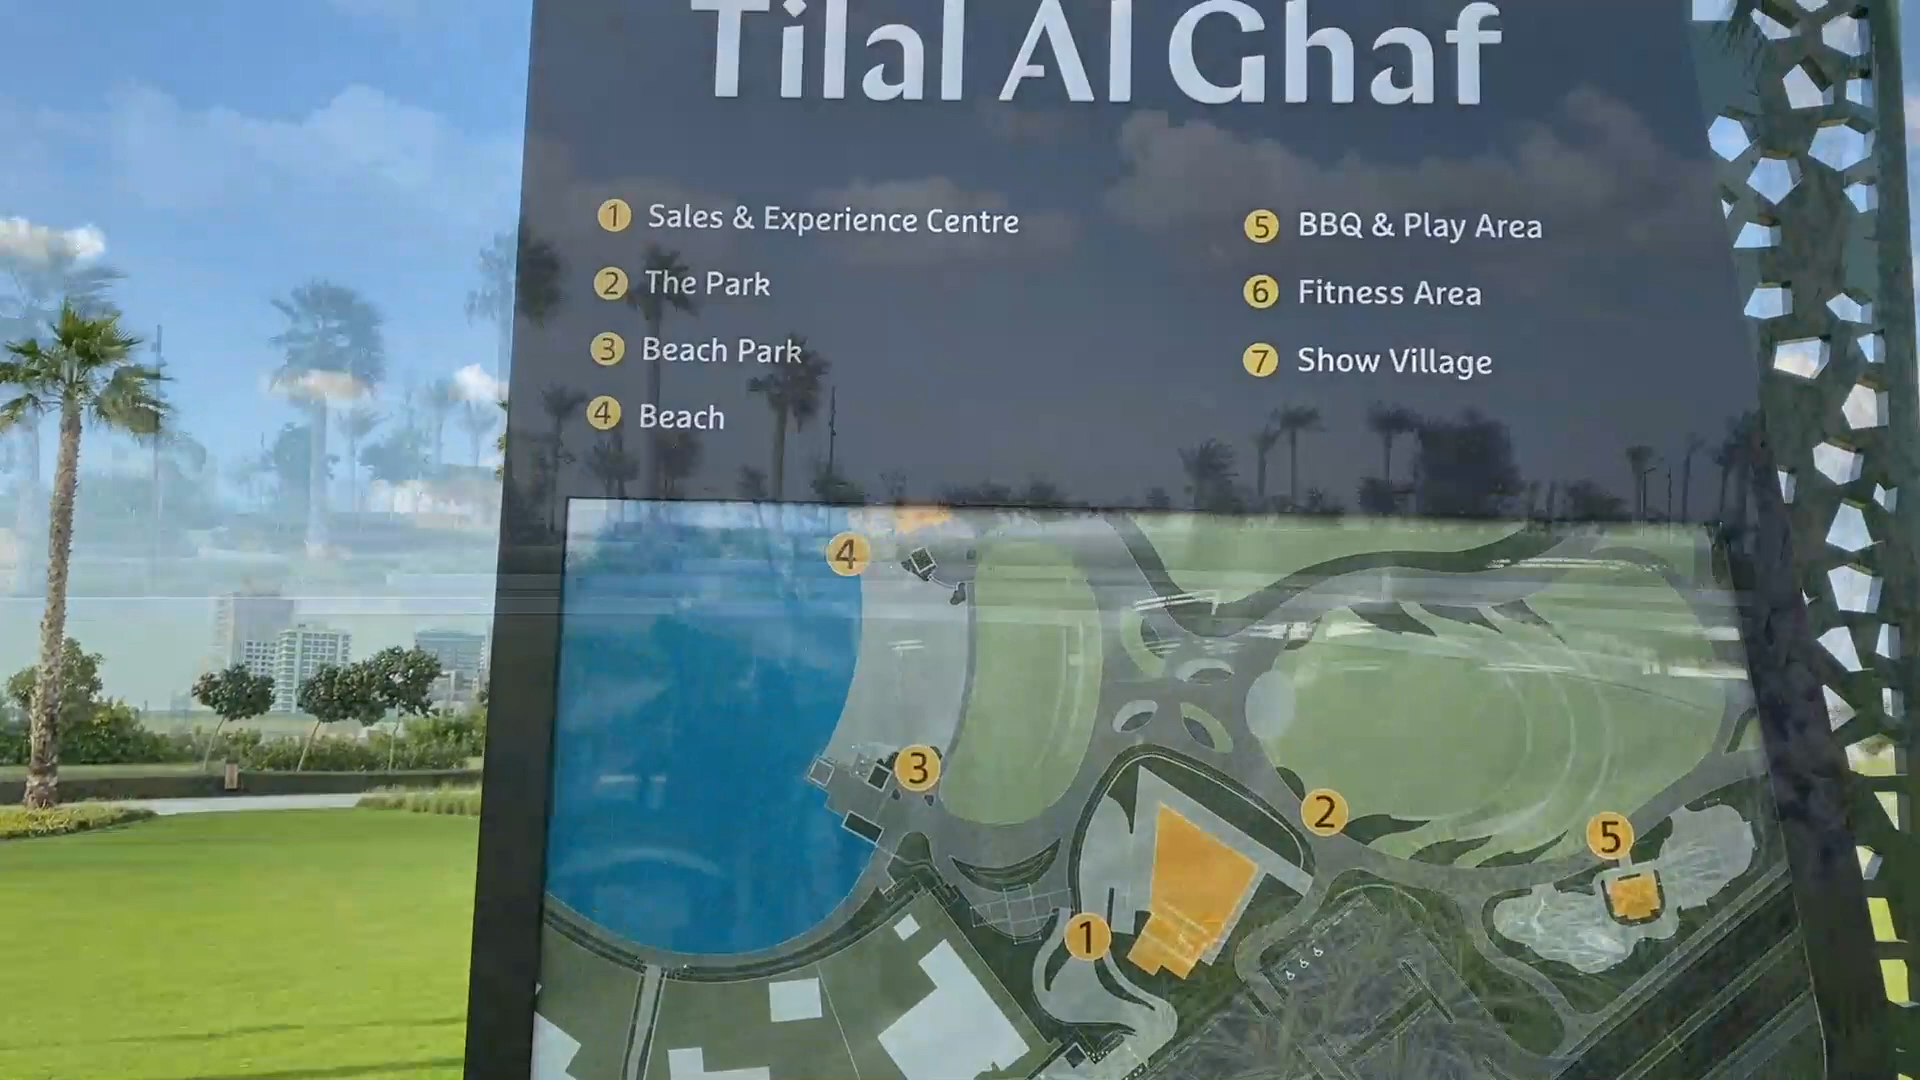 Tilal Al Ghaf
1 Sales & Experience Centre
2 The Park
3 Beach Park
4 Beach
5 BBQ & Play Area
6 Fitness Area
7 Show Village
4
3
2
5
1